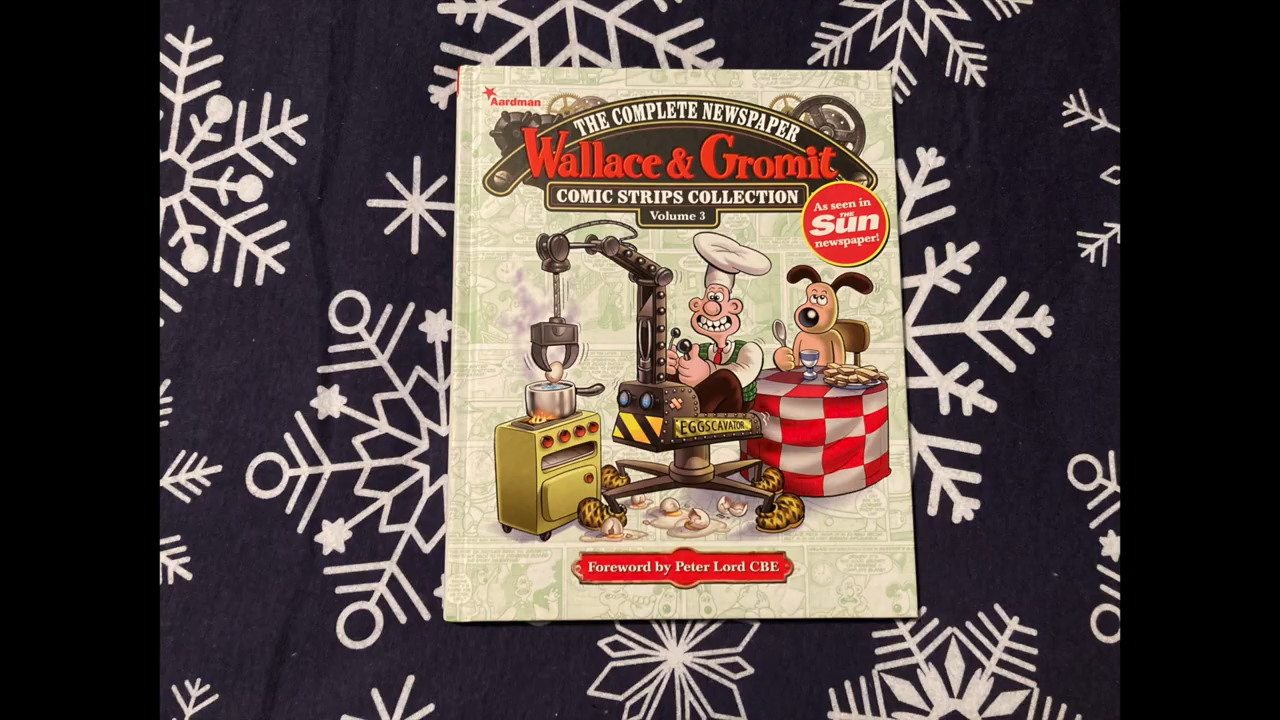 Aardman
THE COMPLETE NEWSPAPER
Wallace & Gromit
COMIC STRIPS COLLECTION
Volume 3
As seen in
THE
Sun
newspaper!
EGGSCAVATOR
Foreword by Peter Lord CBE